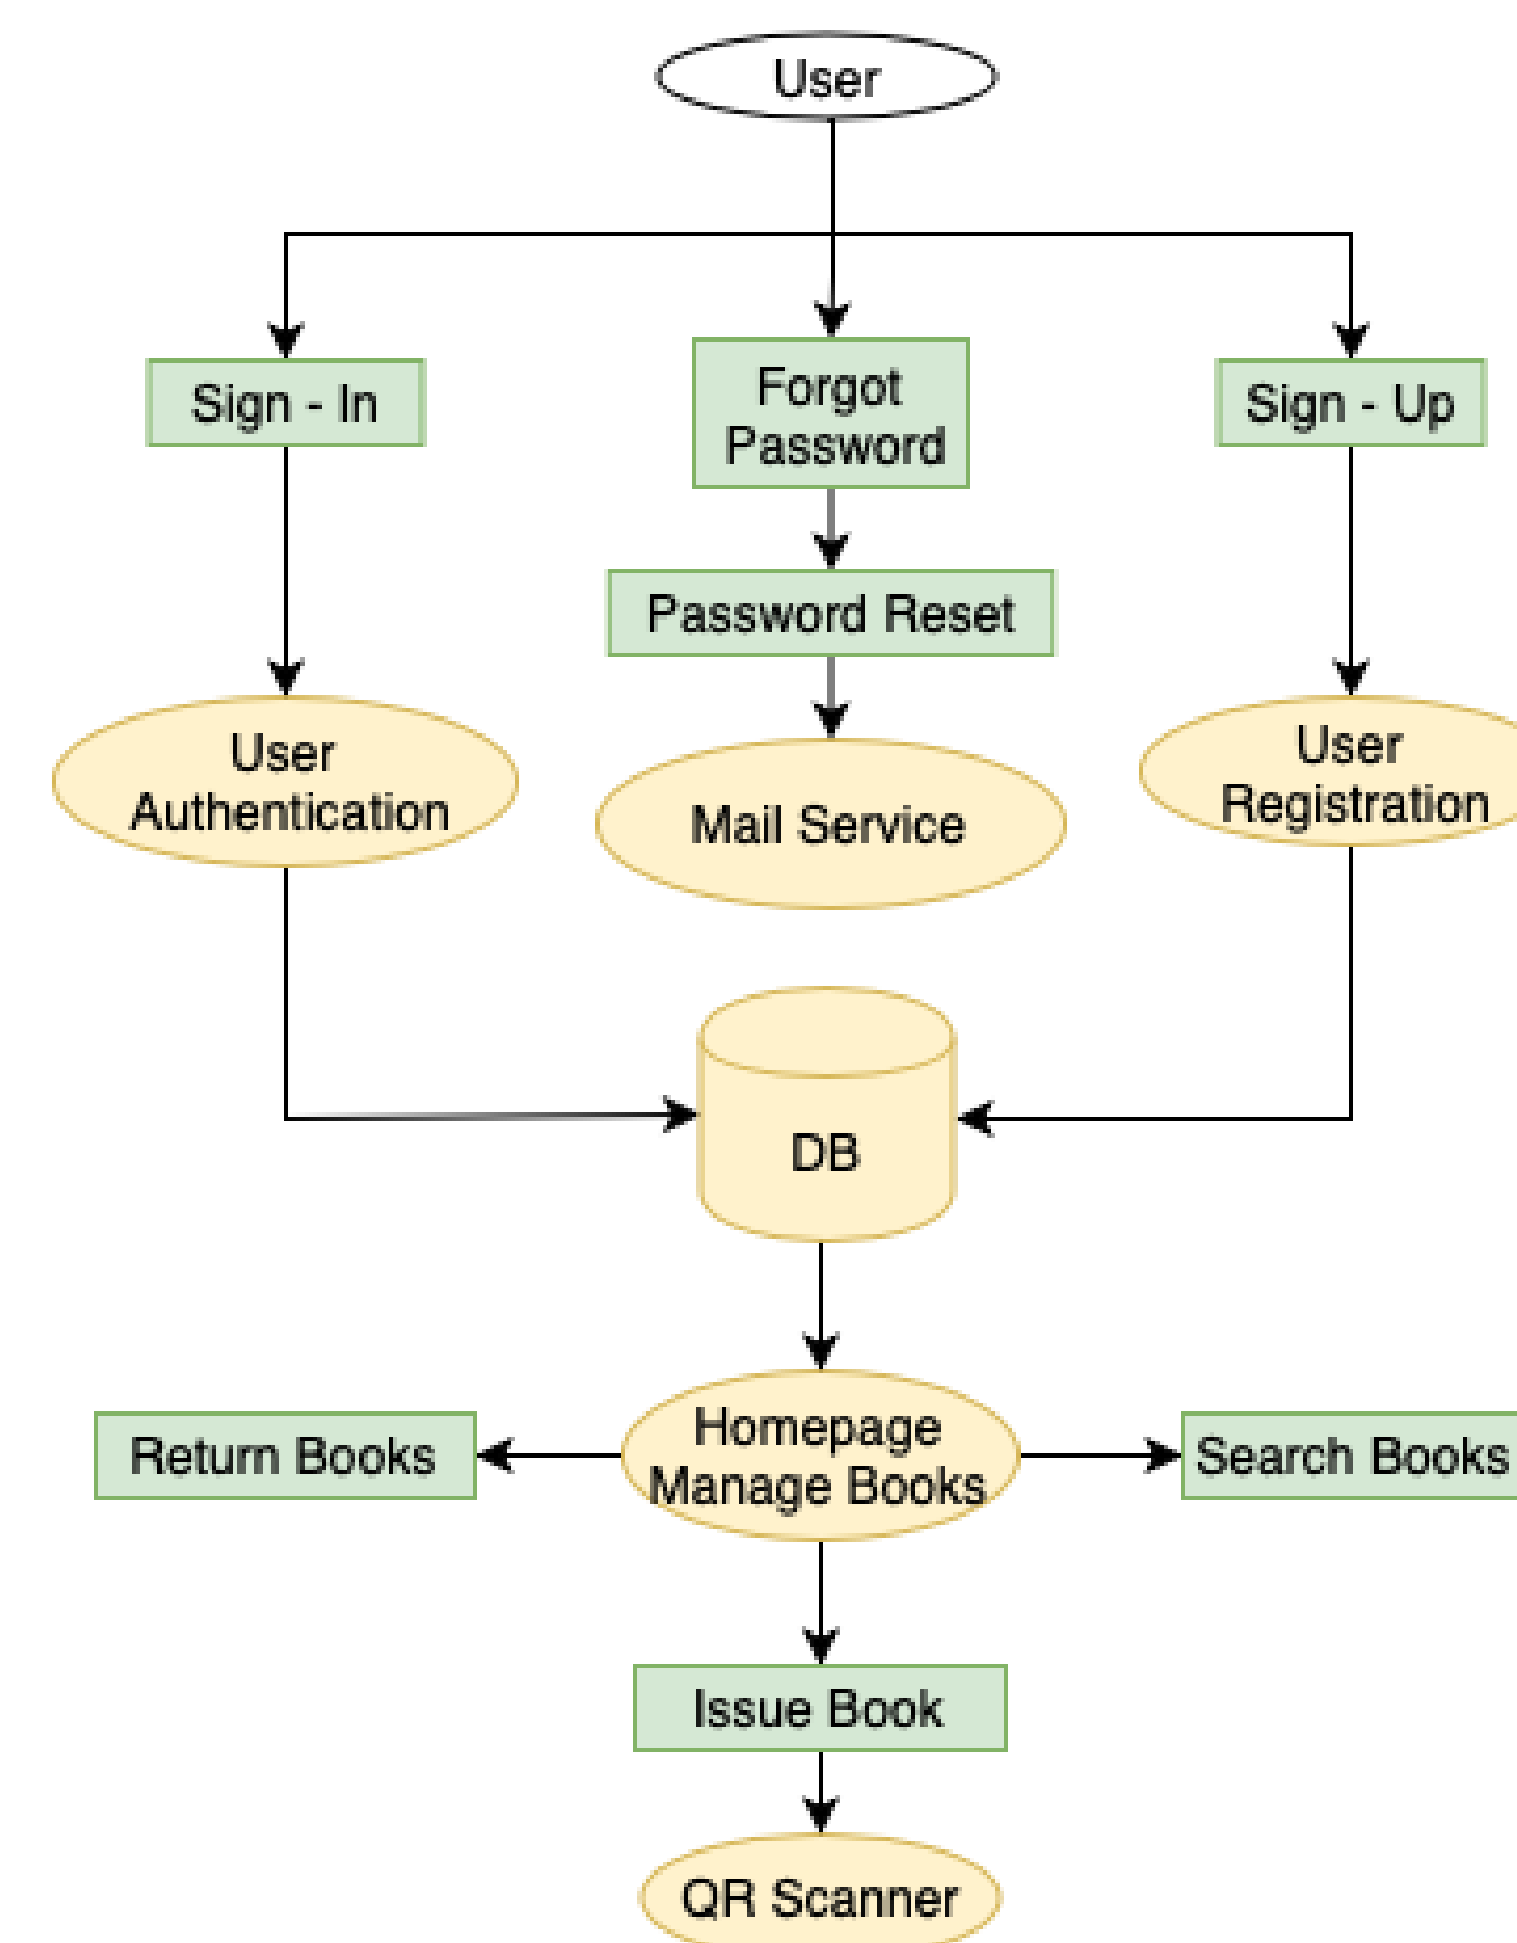 User
Sign - In
Forgot
Password
Sign - Up
Password Reset
User
Authentication
Mail Service
User
Registration
DB
Return Books
Homepage
Manage Books
Search Books
Issue Book
QR Scanner